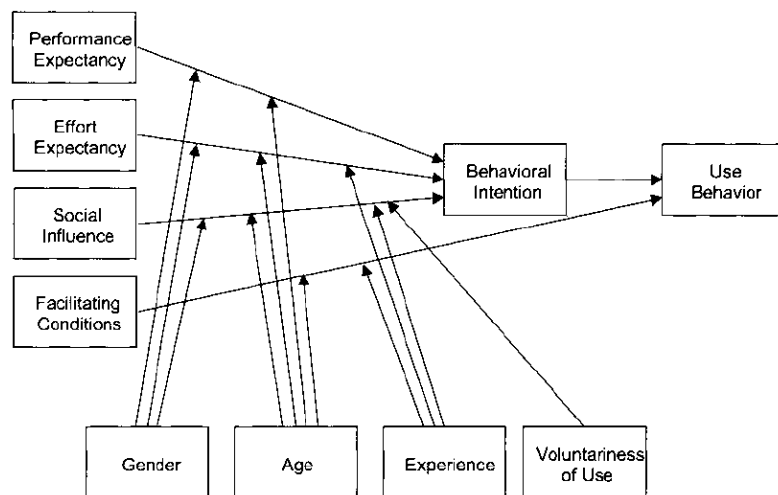 Performance
Expectancy
Effort
Expectancy
Social
Influence
Facilitating
Conditions
Behavioral
Intention
Use
Behavior
Gender
Age
Experience
Voluntariness
of Use